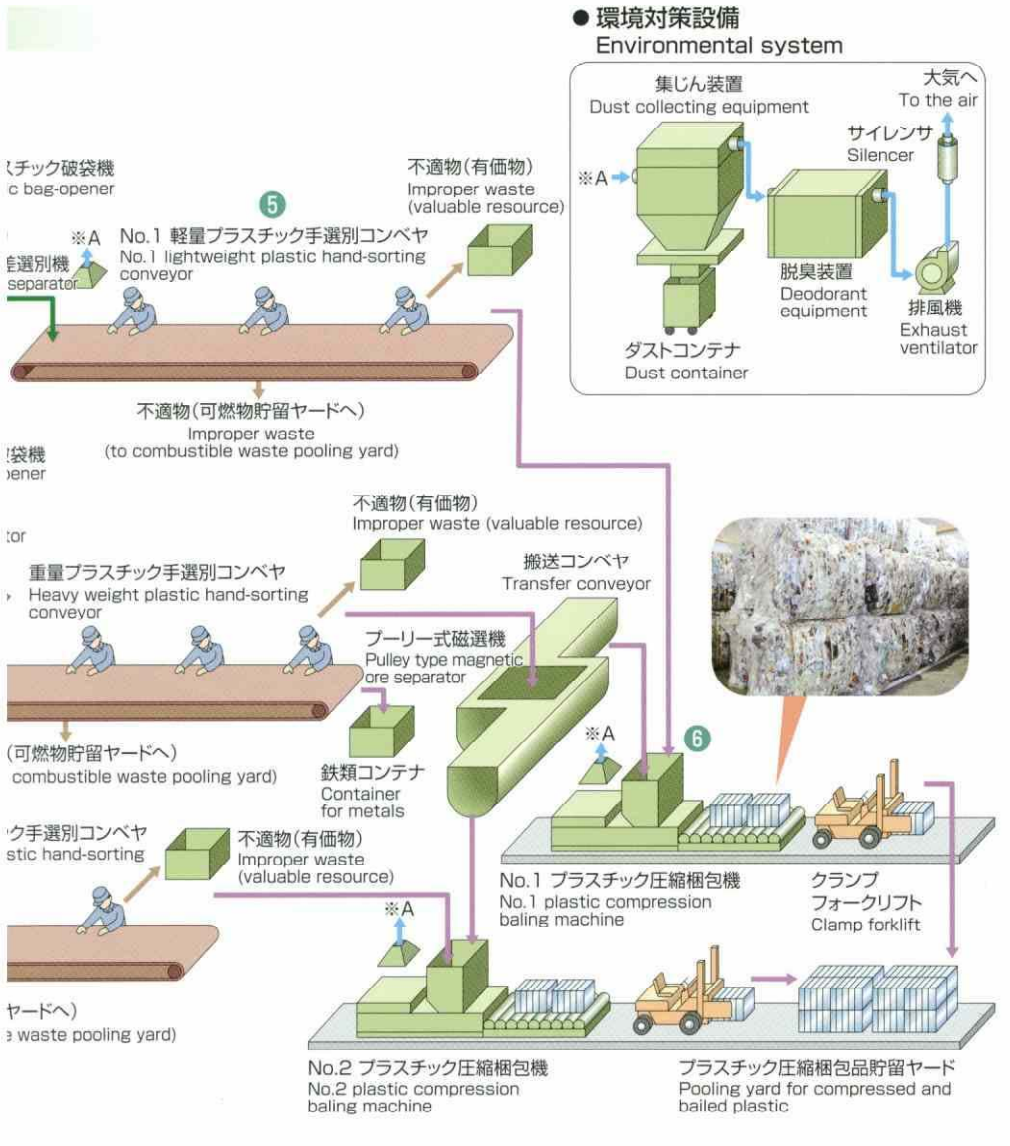 ● 環境対策設備
Environmental system
集じん装置
Dust collecting equipment
大気へ
To the air
サイレンサ
Silencer
※A
脱臭装置
Deodorant
equipment
排風機
Exhaust
ventilator
ダストコンテナ
Dust container
スチック破袋機
ic bag-opener
不適物(有価物)
Improper waste
(valuable resource)
5
※A
No.1 軽量プラスチック手選別コンベヤ
No.1 lightweight plastic hand-sorting
conveyor
差選別機
separator
不適物(可燃物貯留ヤードへ)
Improper waste
(to combustible waste pooling yard)
袋機
pener
tor
不適物(有価物)
Improper waste (valuable resource)
重量プラスチック手選別コンベヤ
Heavy weight plastic hand-sorting
conveyor
搬送コンベヤ
Transfer conveyor
プーリー式磁選機
Pulley type magnetic
ore separator
(可燃物貯留ヤードへ)
combustible waste pooling yard)
鉄類コンテナ
Container
for metals
※A
6
ック手選別コンベヤ
stic hand-sorting
不適物(有価物)
Improper waste
(valuable resource)
No.1 プラスチック圧縮梱包機
No.1 plastic compression
baling machine
クランプ
フォークリフト
Clamp forklift
※A
ヤードへ)
e waste pooling yard)
No.2 プラスチック圧縮梱包機
No.2 plastic compression
baling machine
プラスチック圧縮梱包品貯留ヤード
Pooling yard for compressed and
bailed plastic